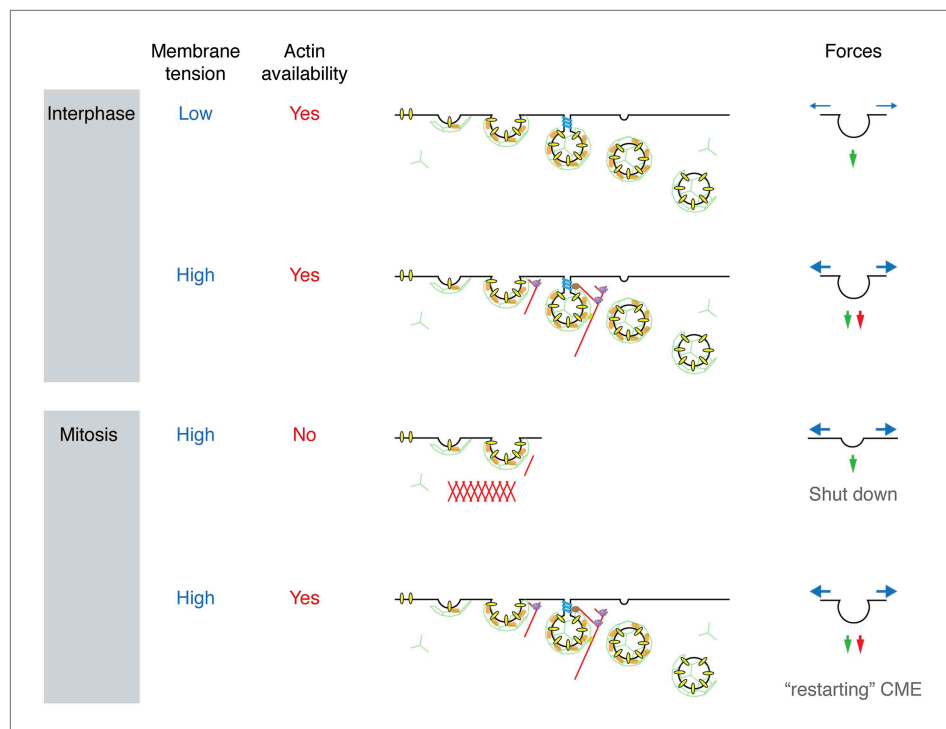 Membrane tension
Actin availability
Forces
Interphase
Low
Yes
High
Yes
Mitosis
High
No
Shut down
High
Yes
“restarting” CME